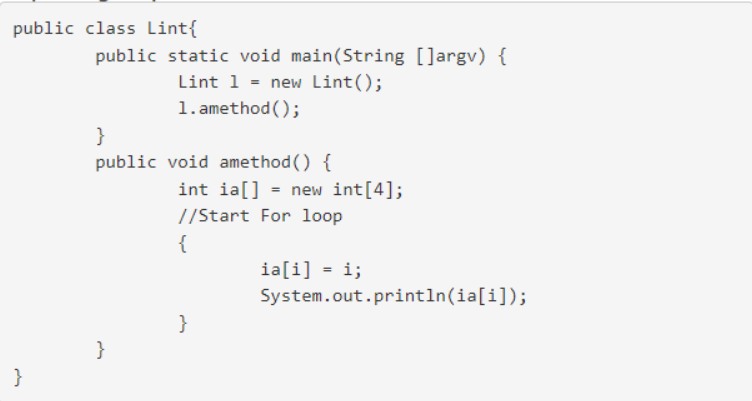 public class Lint{
public static void main(String []argv) {
Lint l = new Lint();
l.amethod();
}
public void amethod() {
int ia[] = new int[4];
//Start For loop
{
ia[i] = i;
System.out.println(ia[i]);
}
}
}